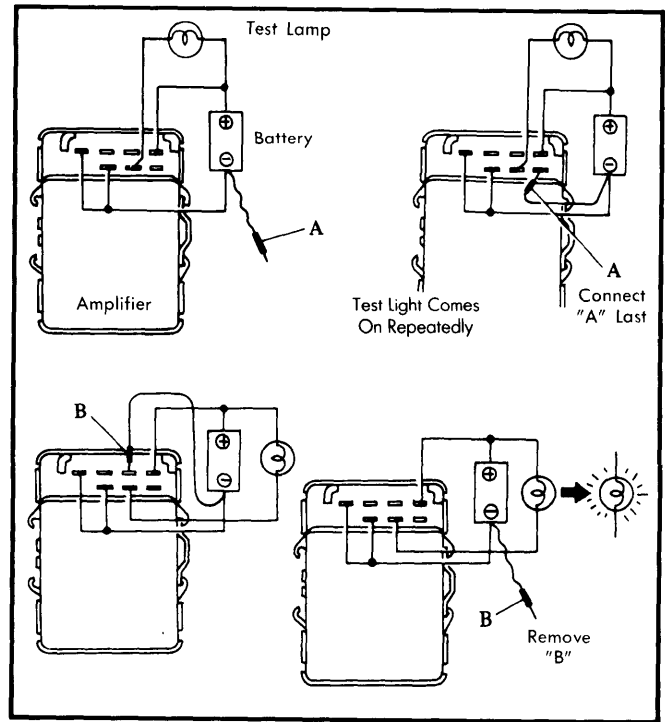 Test Lamp
⊕
Battery
⊖
A
Amplifier
⊕
⊖
A
Test Light Comes
On Repeatedly
Connect
"A" Last
B
⊕
⊖
⊕
⊖
B
Remove
"B"